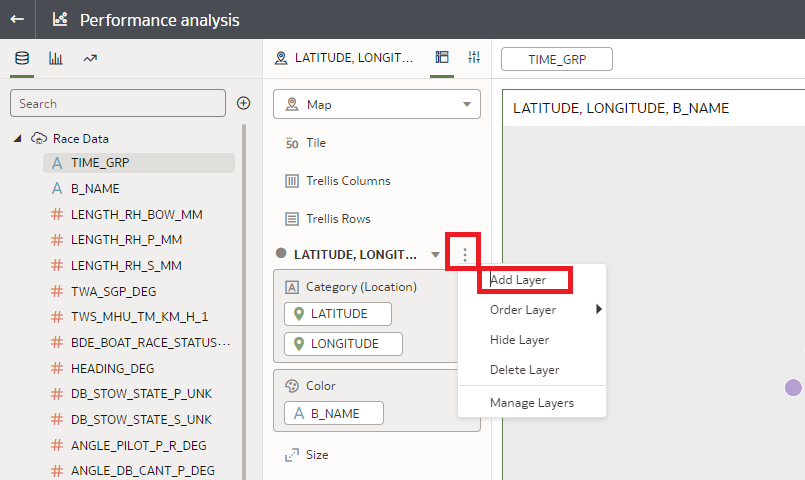 Performance analysis
Search
Race Data
TIME_GRP
B_NAME
LENGTH_RH_BOW_MM
LENGTH_RH_P_MM
LENGTH_RH_S_MM
TWA_SGP_DEG
TWS_MHU_TM_KM_H_1
BDE_BOAT_RACE_STATUS...
HEADING_DEG
DB_STOW_STATE_P_UNK
DB_STOW_STATE_S_UNK
ANGLE_PILOT_P_R_DEG
ANGLE_DB_CANT_P_DEG
LATITUDE, LONGIT...
Map
50 Tile
Trellis Columns
Trellis Rows
LATITUDE, LONGIT...
Category (Location)
LATITUDE
LONGITUDE
Color
B_NAME
Size
Add Layer
Order Layer
Hide Layer
Delete Layer
Manage Layers
TIME_GRP
LATITUDE, LONGITUDE, B_NAME